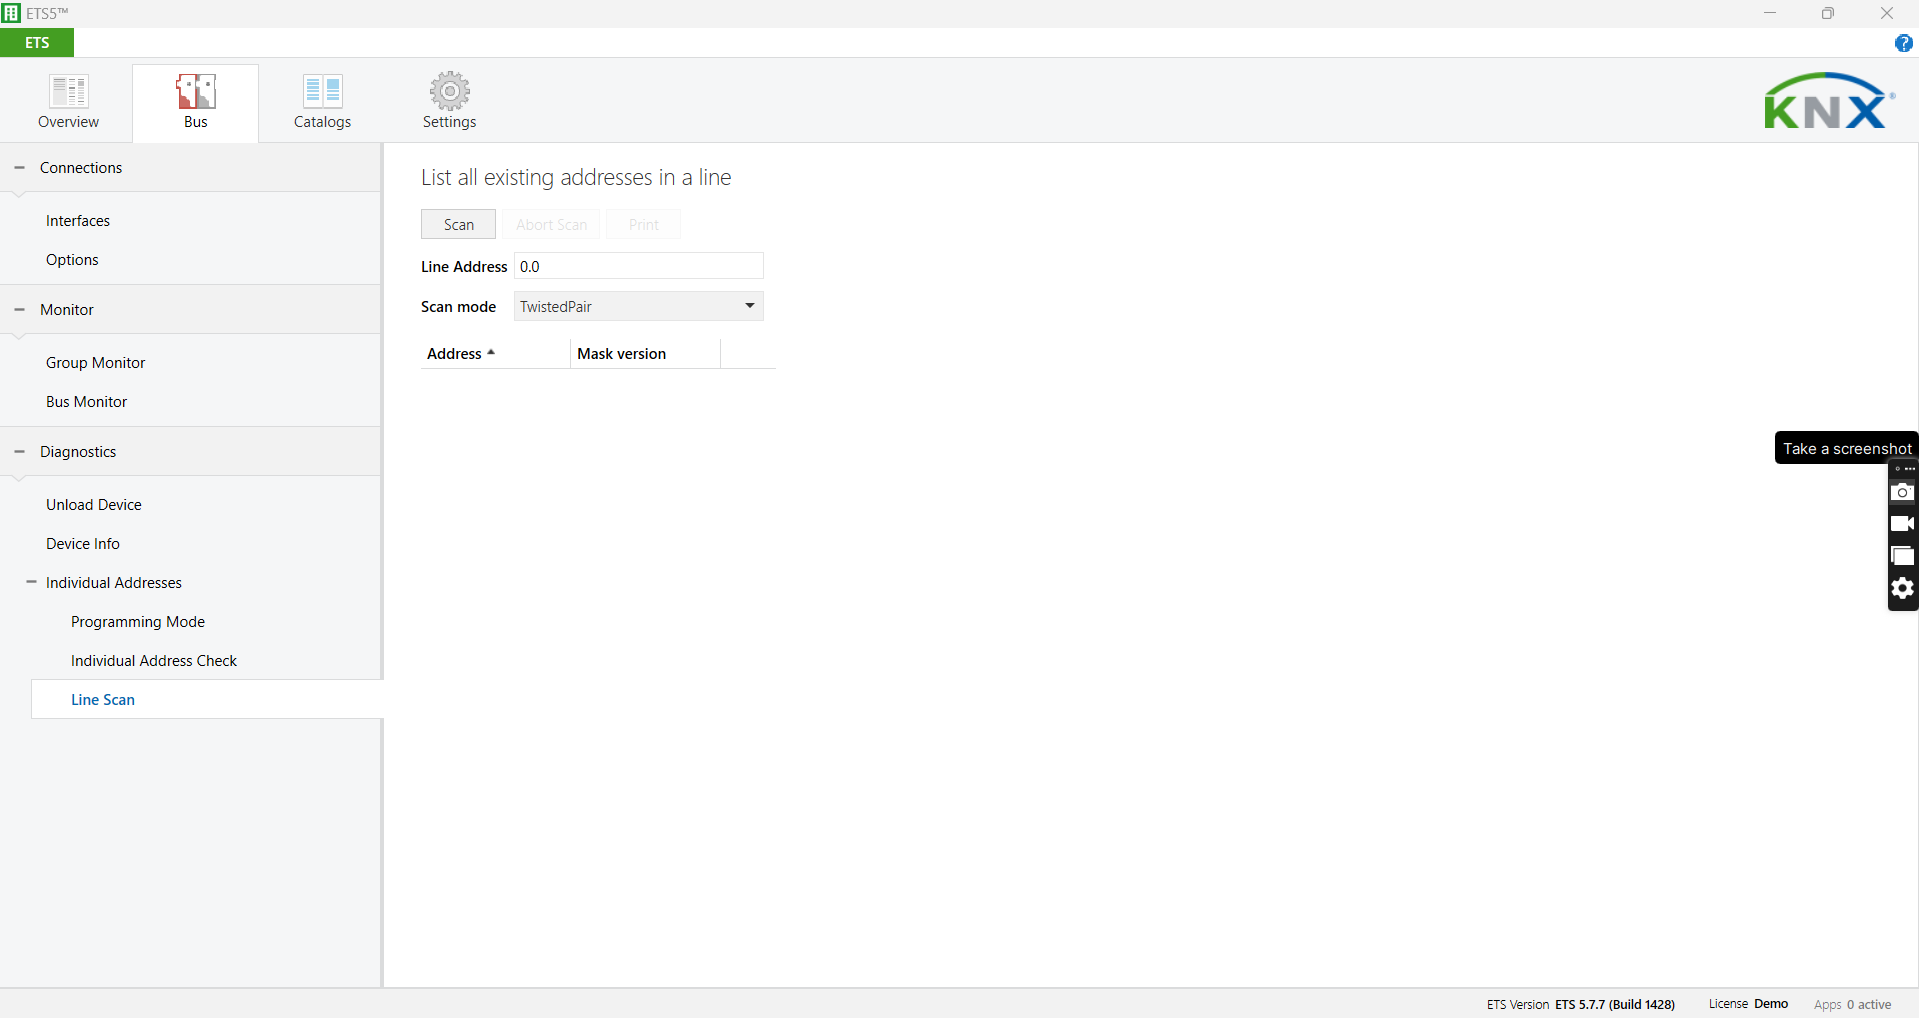 ETS5™
ETS
?
Overview
Bus
Catalogs
Settings
KNX®
Connections
Interfaces
Options
Monitor
Group Monitor
Bus Monitor
Diagnostics
Unload Device
Device Info
Individual Addresses
Programming Mode
Individual Address Check
Line Scan
List all existing addresses in a line
Scan Abort Scan Print
Line Address 0.0
Scan mode TwistedPair
Address Mask version
Take a screenshot
ETS Version ETS 5.7.7 (Build 1428) License Demo Apps 0 active